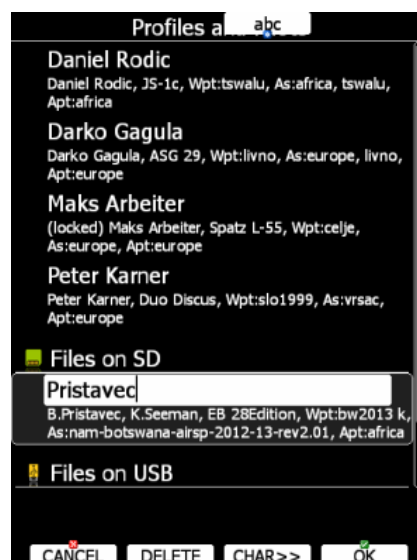 Profiles a
abc
Daniel Rodic
Daniel Rodic, JS-1c, Wpt:tswalu, As:africa, tswalu,
Apt:africa
Darko Gagula
Darko Gagula, ASG 29, Wpt:livno, As:europe, livno,
Apt:europe
Maks Arbeiter
(locked) Maks Arbeiter, Spatz L-55, Wpt:celje,
As:europe, Apt:europe
Peter Karner
Peter Karner, Duo Discus, Wpt:slo1999, As:vrsac,
Apt:europe
Files on SD
Pristavec
B.Pristavec, K.Seeman, EB 28Edition, Wpt:bw2013 k,
As:nam-botswana-airsp-2012-13-rev2.01, Apt:africa
Files on USB
CANCEL DELETE CHAR>> OK